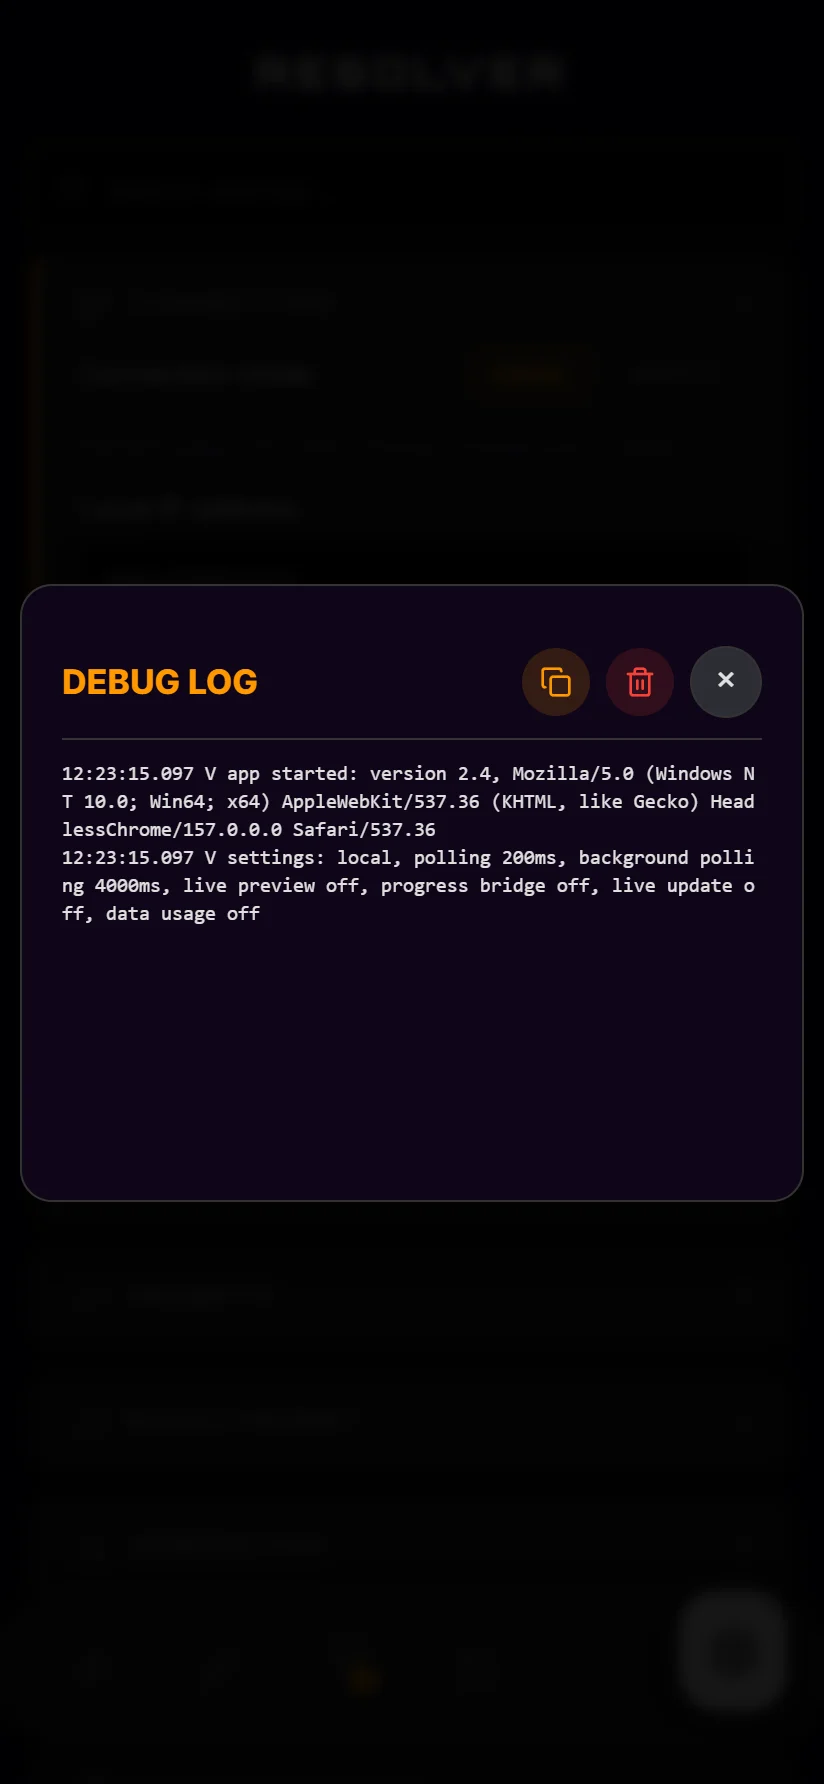 RESOLVER
DEBUG LOG
12:23:15.097 V app started: version 2.4, Mozilla/5.0 (Windows N
T 10.0; Win64; x64) AppleWebKit/537.36 (KHTML, like Gecko) Head
lessChrome/157.0.0.0 Safari/537.36
12:23:15.097 V settings: local, polling 200ms, background polli
ng 4000ms, live preview off, progress bridge off, live update o
ff, data usage off